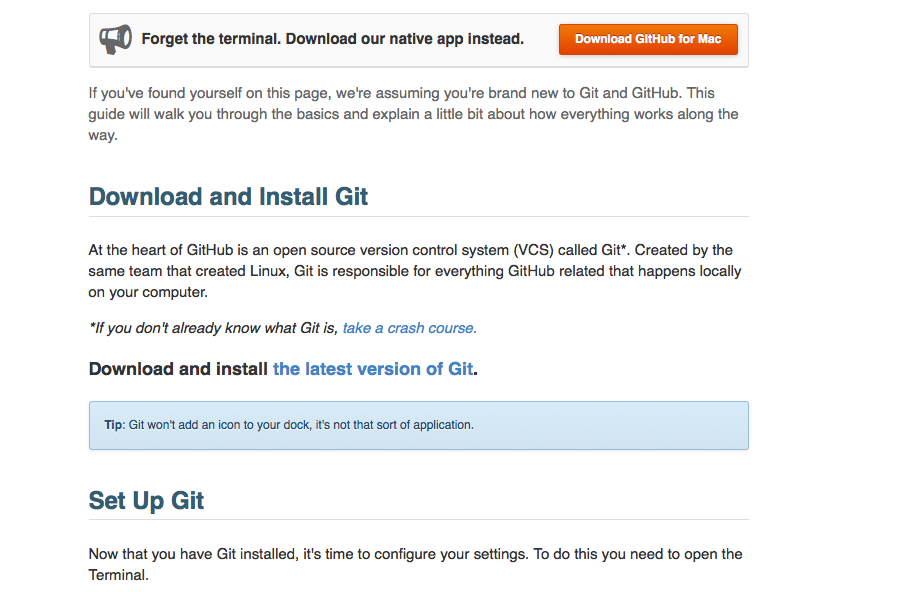 Forget the terminal. Download our native app instead.
Download GitHub for Mac
If you've found yourself on this page, we're assuming you're brand new to Git and GitHub. This
guide will walk you through the basics and explain a little bit about how everything works along the
way.
Download and Install Git
At the heart of GitHub is an open source version control system (VCS) called Git*. Created by the
same team that created Linux, Git is responsible for everything GitHub related that happens locally
on your computer.
*If you don't already know what Git is, take a crash course.
Download and install the latest version of Git.
Tip: Git won't add an icon to your dock, it's not that sort of application.
Set Up Git
Now that you have Git installed, it's time to configure your settings. To do this you need to open the
Terminal.